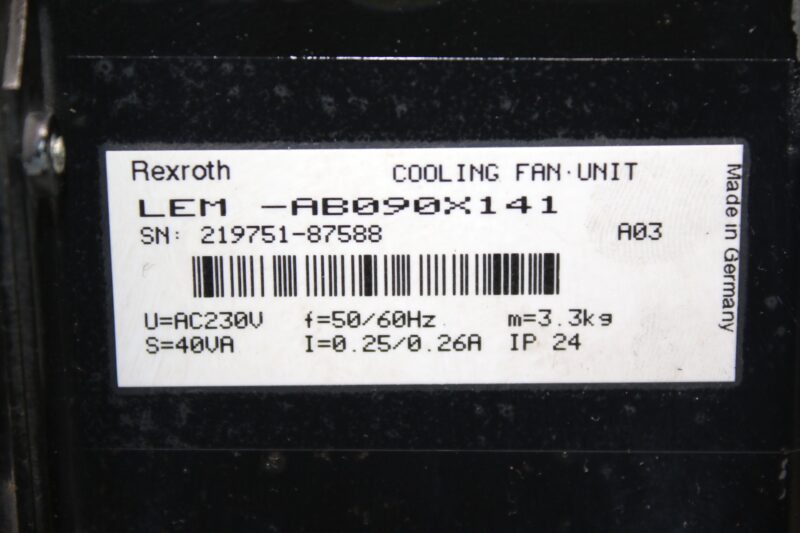 Rexroth COOLING FAN·UNIT
LEM -AB090X141
SN: 219751-87588 A03
U=AC230V f=50/60Hz m=3.3kg
S=40VA I=0.25/0.26A IP 24
Made in Germany